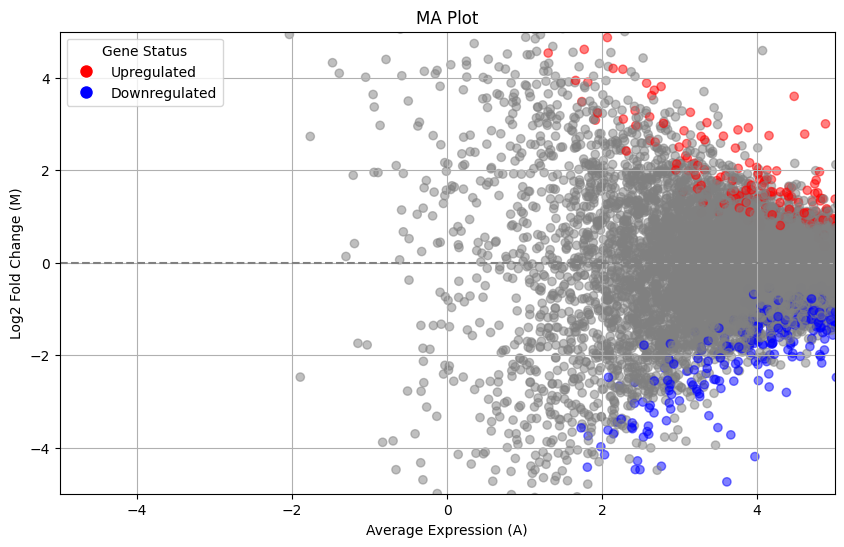 MA Plot
Gene Status
Upregulated
Downregulated
Log2 Fold Change (M)
4
2
0
−2
−4
−4
−2
0
2
4
Average Expression (A)